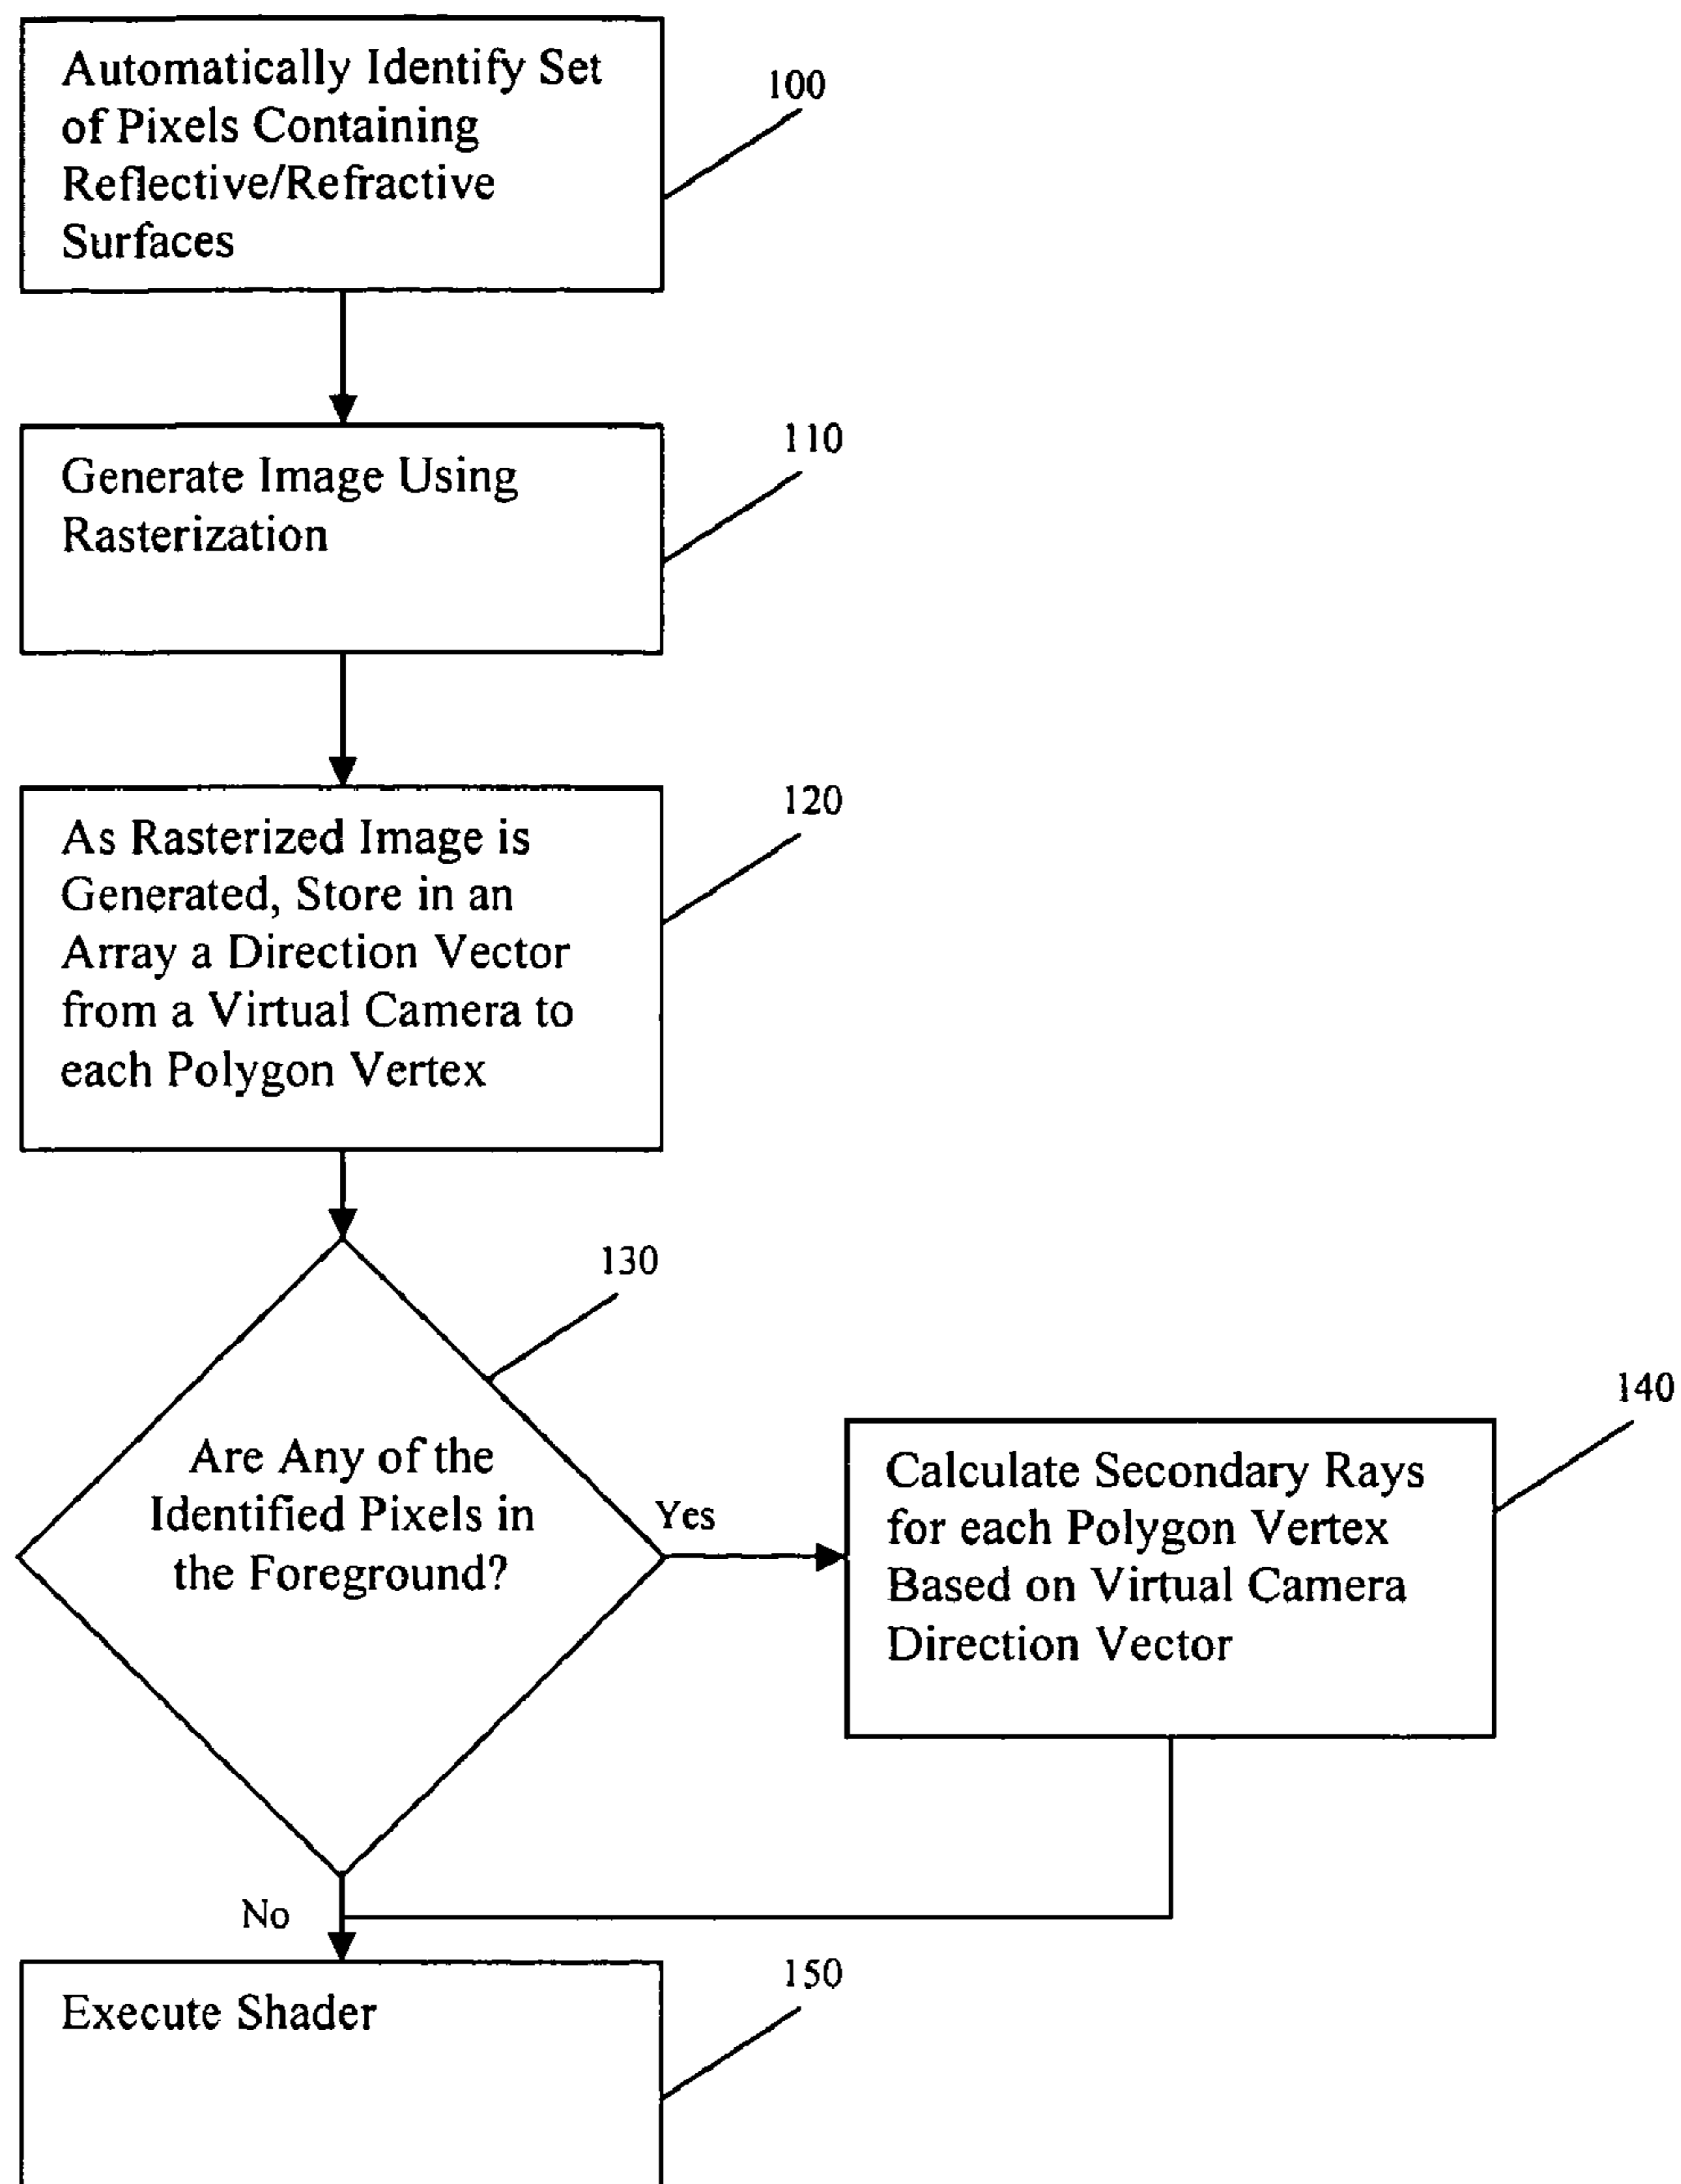 Automatically Identify Set
of Pixels Containing
Reflective/Refractive
Surfaces
100
Generate Image Using
Rasterization
110
As Rasterized Image is
Generated, Store in an
Array a Direction Vector
from a Virtual Camera to
each Polygon Vertex
120
Are Any of the
Identified Pixels in
the Foreground?
130
Yes
Calculate Secondary Rays
for each Polygon Vertex
Based on Virtual Camera
Direction Vector
140
No
Execute Shader
150